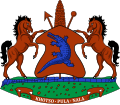 KHOTSO · PULA · NALA